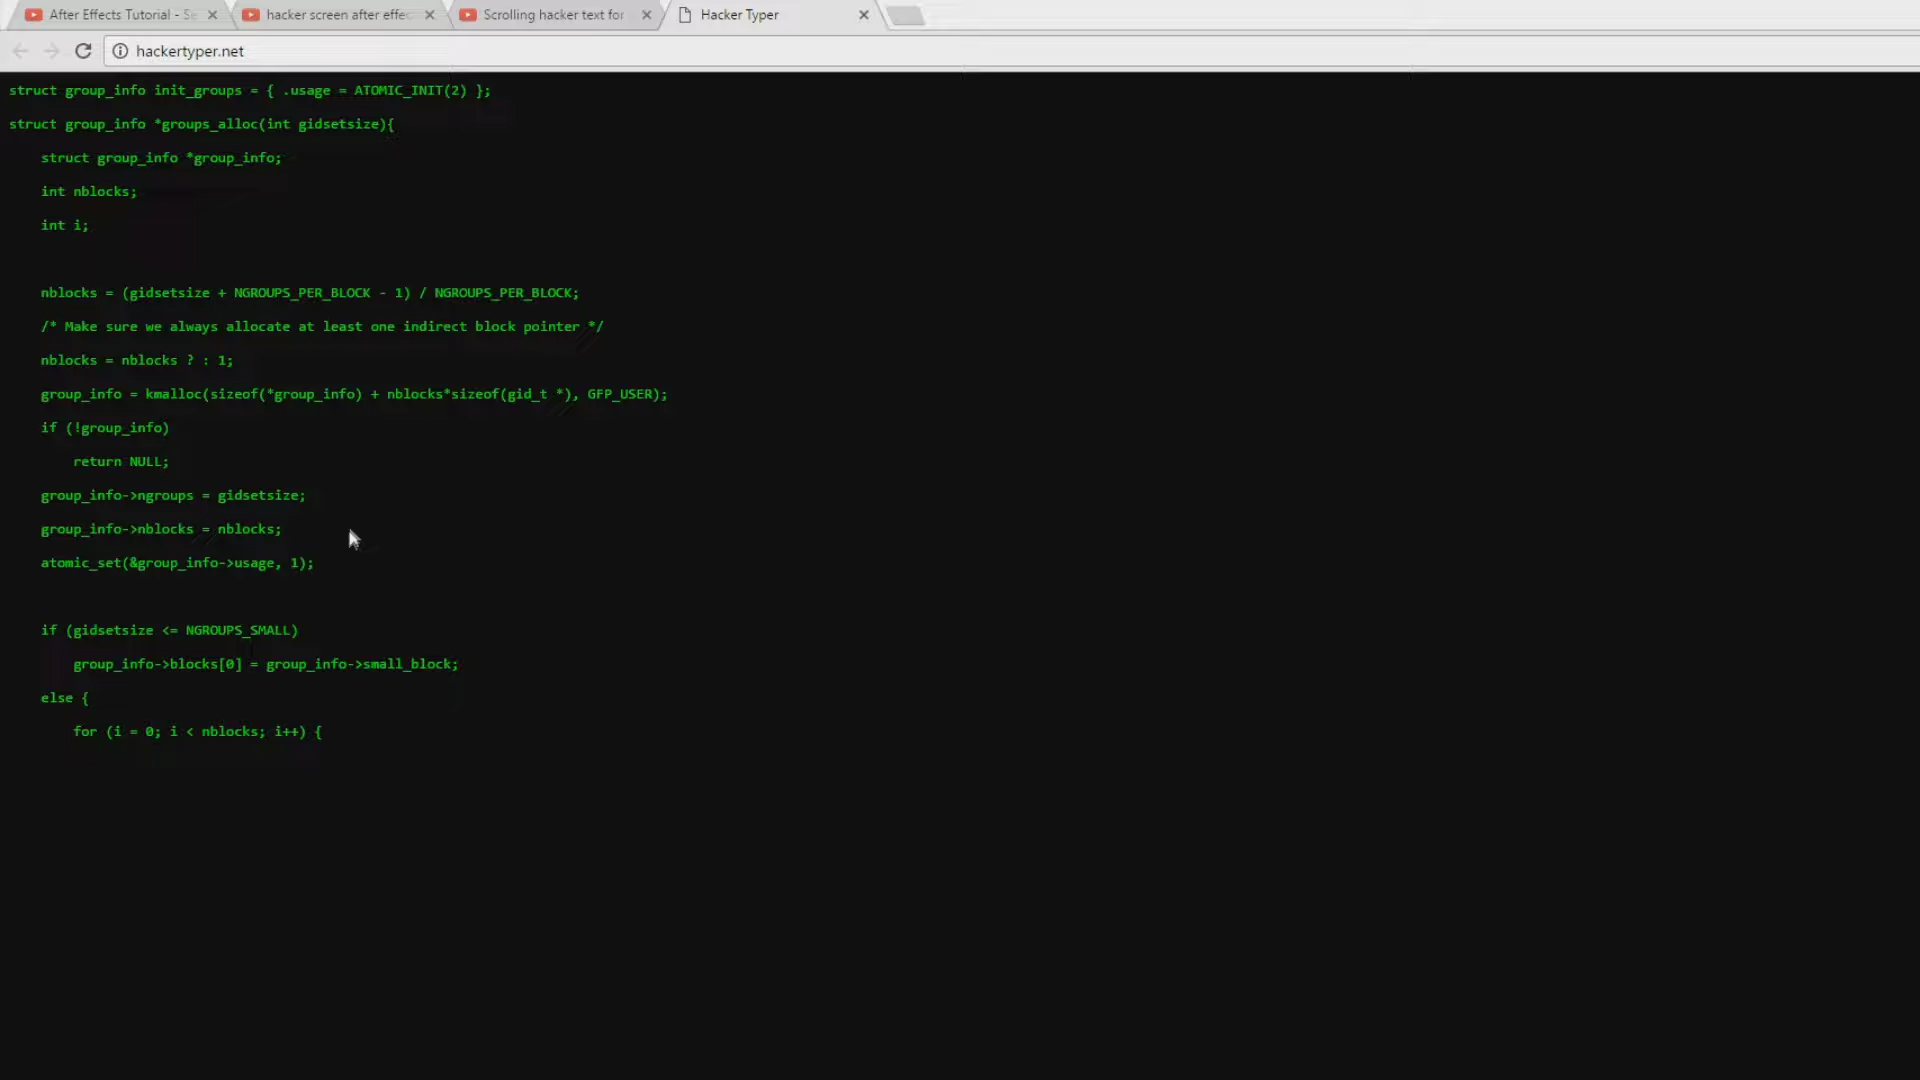 After Effects Tutorial - Se
hacker screen after effec
Scrolling hacker text for
Hacker Typer
hackertyper.net
struct group_info init_groups = { .usage = ATOMIC_INIT(2) };
struct group_info *groups_alloc(int gidsetsize){
    struct group_info *group_info;
    int nblocks;
    int i;
    nblocks = (gidsetsize + NGROUPS_PER_BLOCK - 1) / NGROUPS_PER_BLOCK;
    /* Make sure we always allocate at least one indirect block pointer */
    nblocks = nblocks ? : 1;
    group_info = kmalloc(sizeof(*group_info) + nblocks*sizeof(gid_t *), GFP_USER);
    if (!group_info)
        return NULL;
    group_info->ngroups = gidsetsize;
    group_info->nblocks = nblocks;
    atomic_set(&group_info->usage, 1);
    if (gidsetsize <= NGROUPS_SMALL)
        group_info->blocks[0] = group_info->small_block;
    else {
        for (i = 0; i < nblocks; i++) {